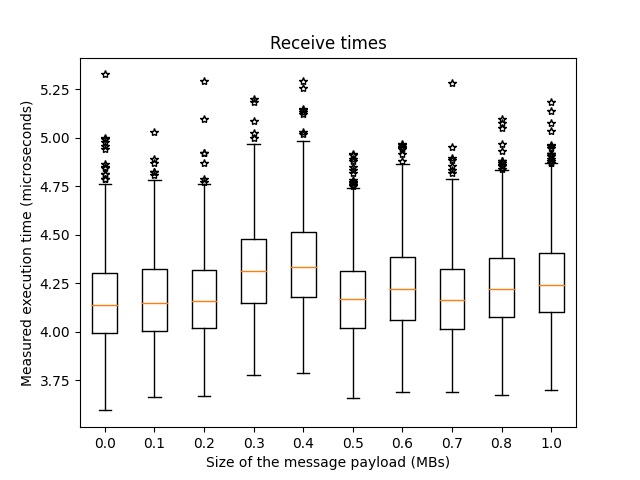 Receive times
Measured execution time (microseconds)
5.25
5.00
4.75
4.50
4.25
4.00
3.75
0.0 0.1 0.2 0.3 0.4 0.5 0.6 0.7 0.8 1.0
Size of the message payload (MBs)